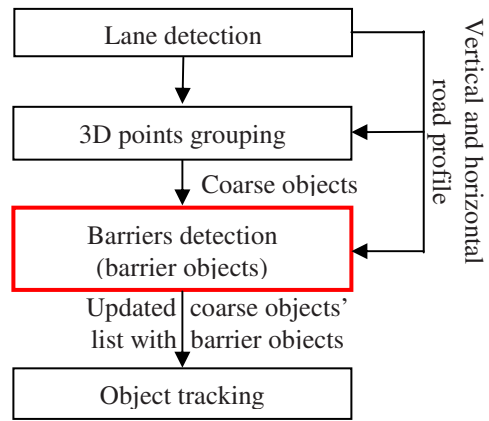 Lane detection
3D points grouping
Coarse objects
Barriers detection
(barrier objects)
Updated coarse objects'
list with barrier objects
Object tracking
Vertical and horizontal
road profile